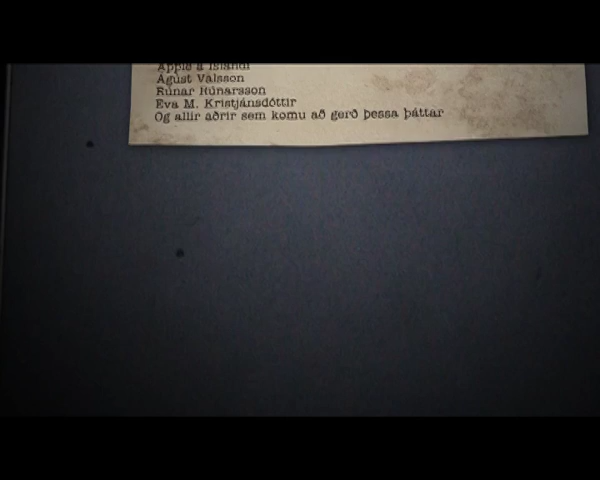 Apple á Íslandi
Ágúst Valsson
Rúnar Rúnarsson
Eva M. Kristjánsdóttir
Og allir aðrir sem komu að gerð þessa þáttar